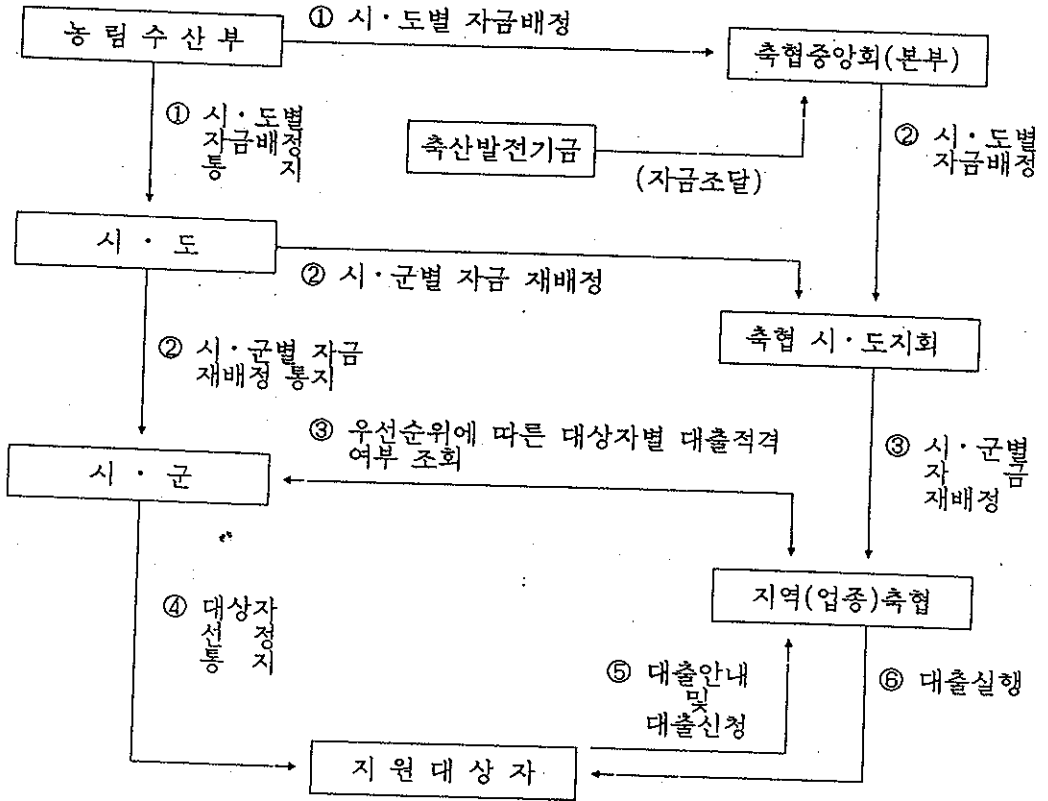 ① 시·도별 자금배정
농 림 수 산 부
축협중앙회(본부)
① 시·도별
자금배정
통 지
축산발전기금
(자금조달)
② 시·도별
자금배정
시 · 도
② 시·군별 자금 재배정
축협 시·도지회
② 시·군별 자금
재배정 통지
③ 우선순위에 따른 대상자별 대출적격
여부 조회
③ 시·군별
자 금
재배정
시 · 군
지역(업종)축협
④ 대상자
선 정
통 지
⑤ 대출안내
및
대출신청
⑥ 대출실행
지 원 대 상 자